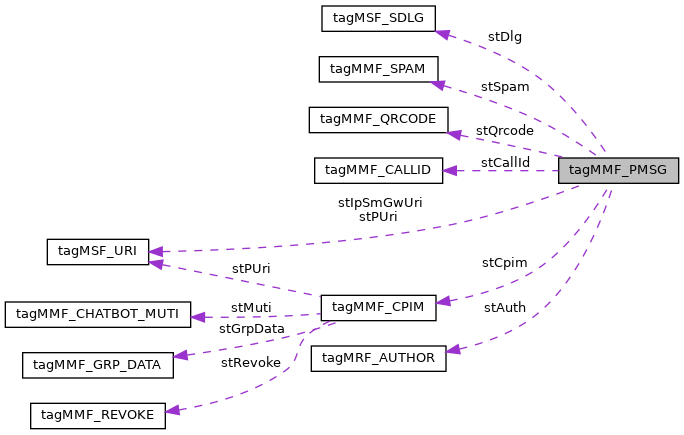 tagMSF_SDLG
stDlg
tagMMF_SPAM
stSpam
tagMMF_QRCODE
stQrcode
tagMMF_CALLID
stCallId
tagMMF_PMSG
stIpSmGwUri
stPUri
tagMSF_URI
stPUri
stCpim
tagMMF_CHATBOT_MUTI
stMuti
tagMMF_CPIM
stAuth
stGrpData
tagMMF_GRP_DATA
stRevoke
tagMRF_AUTHOR
tagMMF_REVOKE